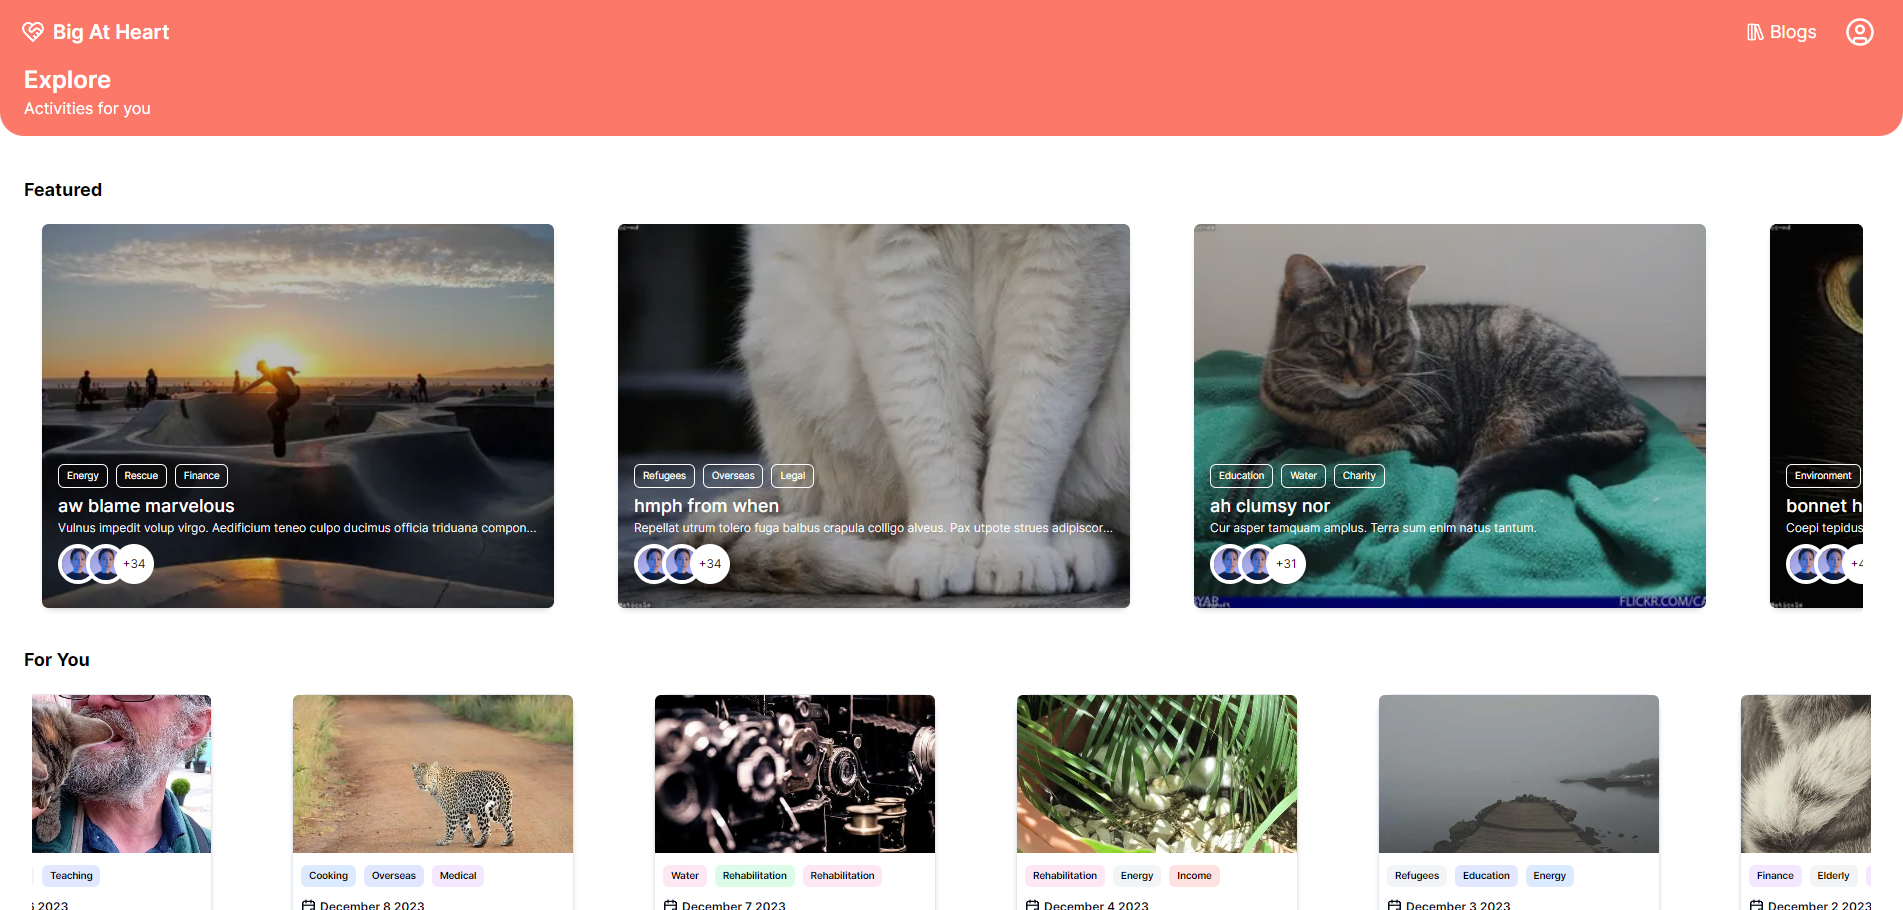 Big At Heart
Blogs
Explore
Activities for you
Featured
Energy Rescue Finance
aw blame marvelous
Vulnus impedit volup virgo. Aedificium teneo culpo ducimus officia triduana compon...
+34
Refugees Overseas Legal
hmph from when
Repellat utrum tolero fuga balbus crapula colligo alveus. Pax utpote strues adipiscor...
+34
Education Water Charity
ah clumsy nor
Cur asper tamquam amplus. Terra sum enim natus tantum.
+31
FLICKR.COM/CA
Environment
bonnet h
Coepi tepidus
+4
For You
Teaching
2023
Cooking Overseas Medical
December 8 2023
Water Rehabilitation Rehabilitation
December 7 2023
Rehabilitation Energy Income
December 4 2023
Refugees Education Energy
December 3 2023
Finance Elderly
December 2 2023